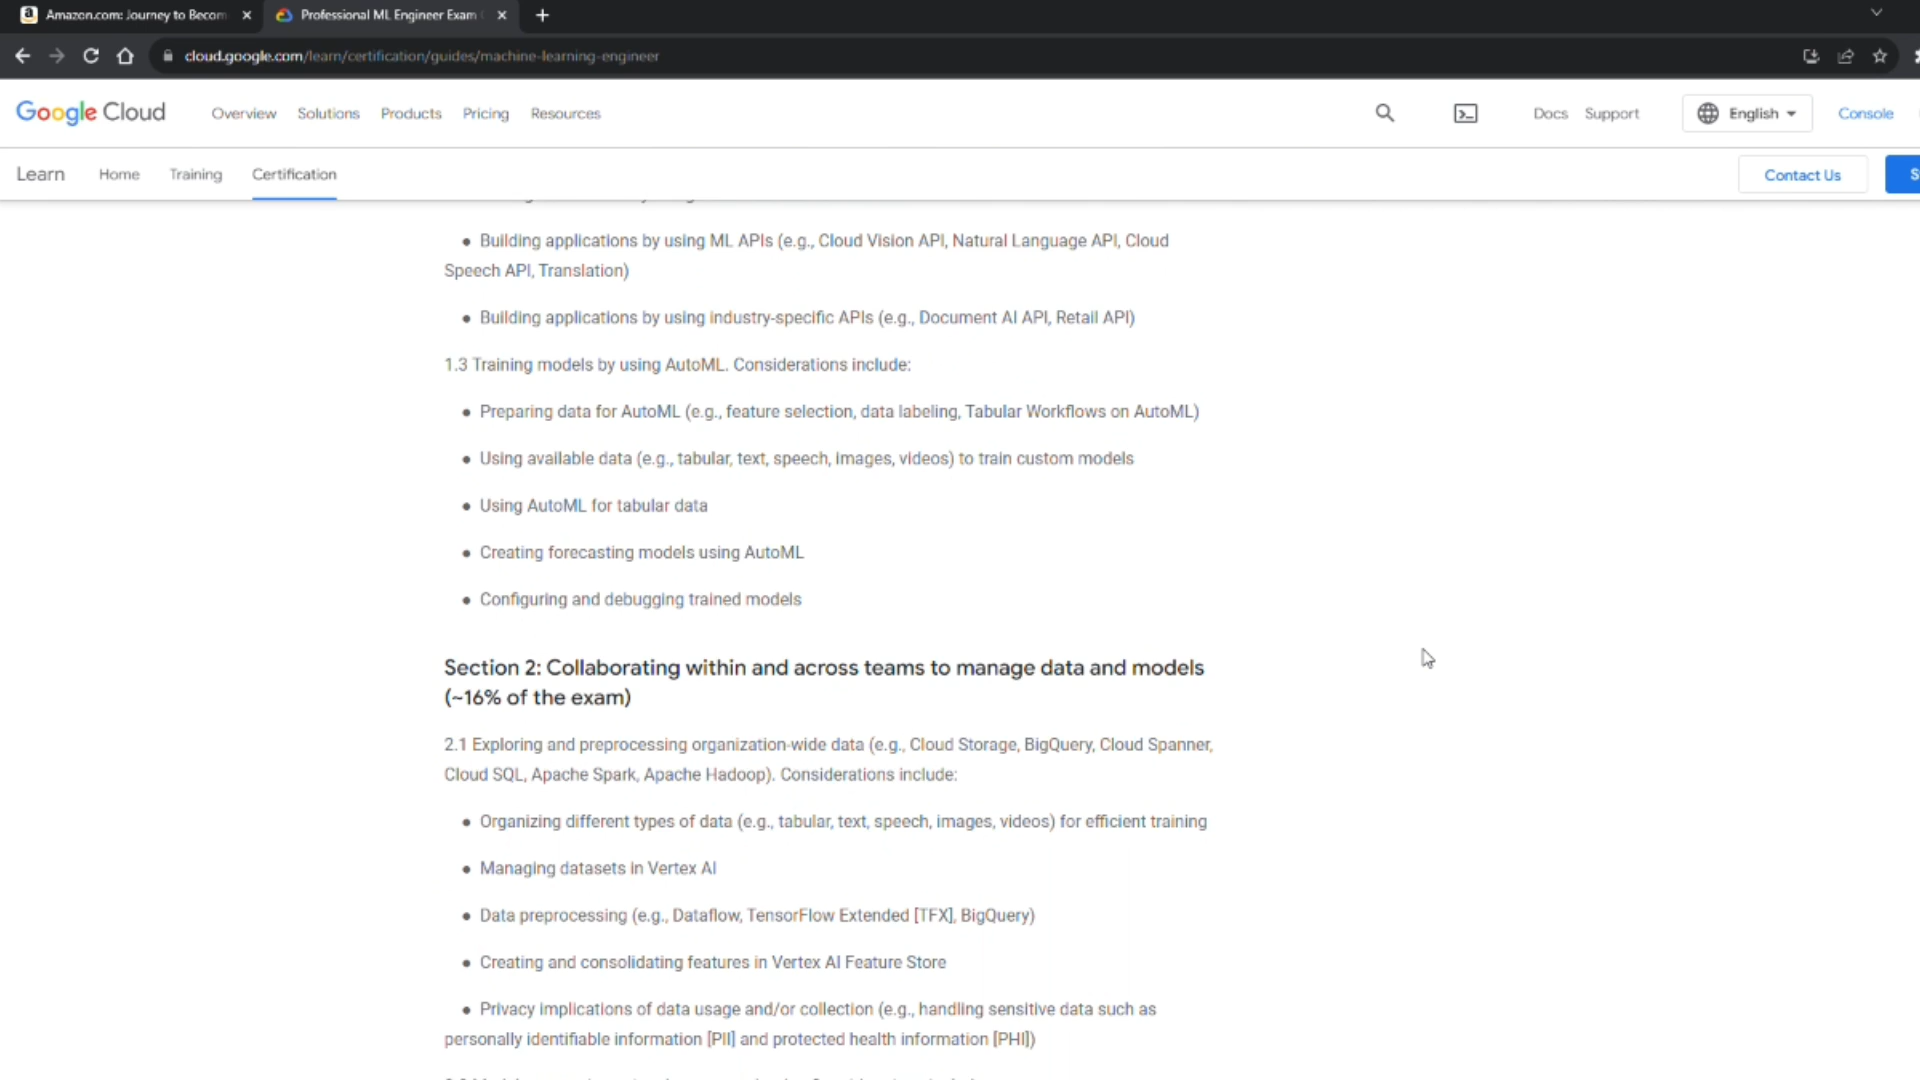 Amazon.com: Journey to Becom
Professional ML Engineer Exam
cloud.google.com/learn/certification/guides/machine-learning-engineer
Google Cloud Overview Solutions Products Pricing Resources Docs Support English Console
Learn Home Training Certification Contact Us
• Building applications by using ML APIs (e.g., Cloud Vision API, Natural Language API, Cloud
Speech API, Translation)
• Building applications by using industry-specific APIs (e.g., Document AI API, Retail API)
1.3 Training models by using AutoML. Considerations include:
• Preparing data for AutoML (e.g., feature selection, data labeling, Tabular Workflows on AutoML)
• Using available data (e.g., tabular, text, speech, images, videos) to train custom models
• Using AutoML for tabular data
• Creating forecasting models using AutoML
• Configuring and debugging trained models
Section 2: Collaborating within and across teams to manage data and models
(~16% of the exam)
2.1 Exploring and preprocessing organization-wide data (e.g., Cloud Storage, BigQuery, Cloud Spanner,
Cloud SQL, Apache Spark, Apache Hadoop). Considerations include:
• Organizing different types of data (e.g., tabular, text, speech, images, videos) for efficient training
• Managing datasets in Vertex AI
• Data preprocessing (e.g., Dataflow, TensorFlow Extended [TFX], BigQuery)
• Creating and consolidating features in Vertex AI Feature Store
• Privacy implications of data usage and/or collection (e.g., handling sensitive data such as
personally identifiable information [PII] and protected health information [PHI])